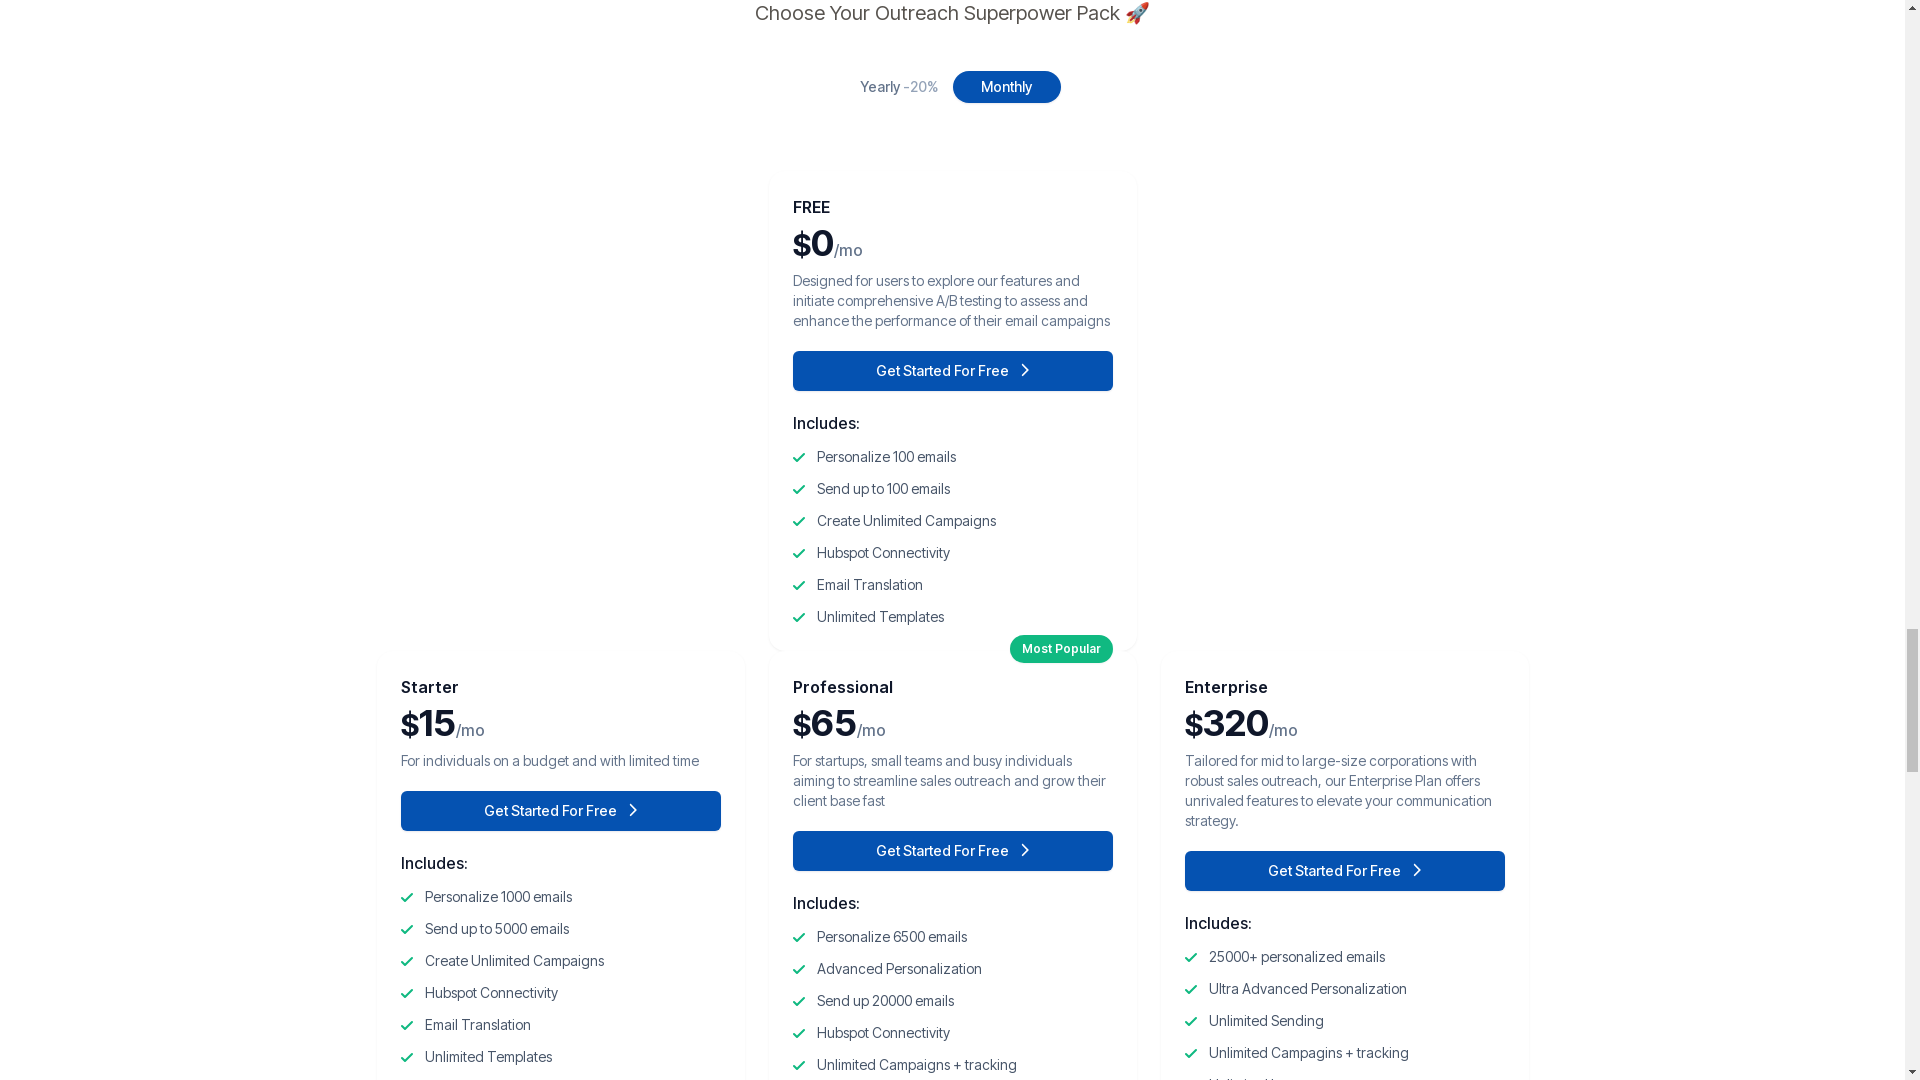 Choose Your Outreach Superpower Pack 🚀
Yearly -20%
Monthly
FREE
$0/mo
Designed for users to explore our features and
initiate comprehensive A/B testing to assess and
enhance the performance of their email campaigns
Get Started For Free
Includes:
Personalize 100 emails
Send up to 100 emails
Create Unlimited Campaigns
Hubspot Connectivity
Email Translation
Unlimited Templates
Starter
$15/mo
For individuals on a budget and with limited time
Get Started For Free
Includes:
Personalize 1000 emails
Send up to 5000 emails
Create Unlimited Campaigns
Hubspot Connectivity
Email Translation
Unlimited Templates
Most Popular
Professional
$65/mo
For startups, small teams and busy individuals
aiming to streamline sales outreach and grow their
client base fast
Get Started For Free
Includes:
Personalize 6500 emails
Advanced Personalization
Send up 20000 emails
Hubspot Connectivity
Unlimited Campaigns + tracking
Enterprise
$320/mo
Tailored for mid to large-size corporations with
robust sales outreach, our Enterprise Plan offers
unrivaled features to elevate your communication
strategy.
Get Started For Free
Includes:
25000+ personalized emails
Ultra Advanced Personalization
Unlimited Sending
Unlimited Campagins + tracking